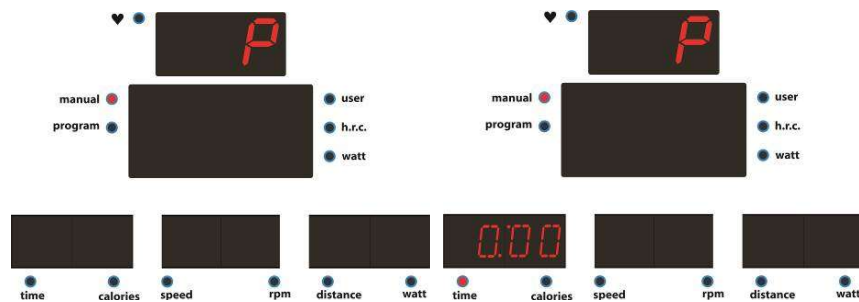 P
manual
user
program
h.r.c.
watt
time
calories
speed
rpm
distance
watt
P
manual
user
program
h.r.c.
watt
0:00
time
calories
speed
rpm
distance
watt